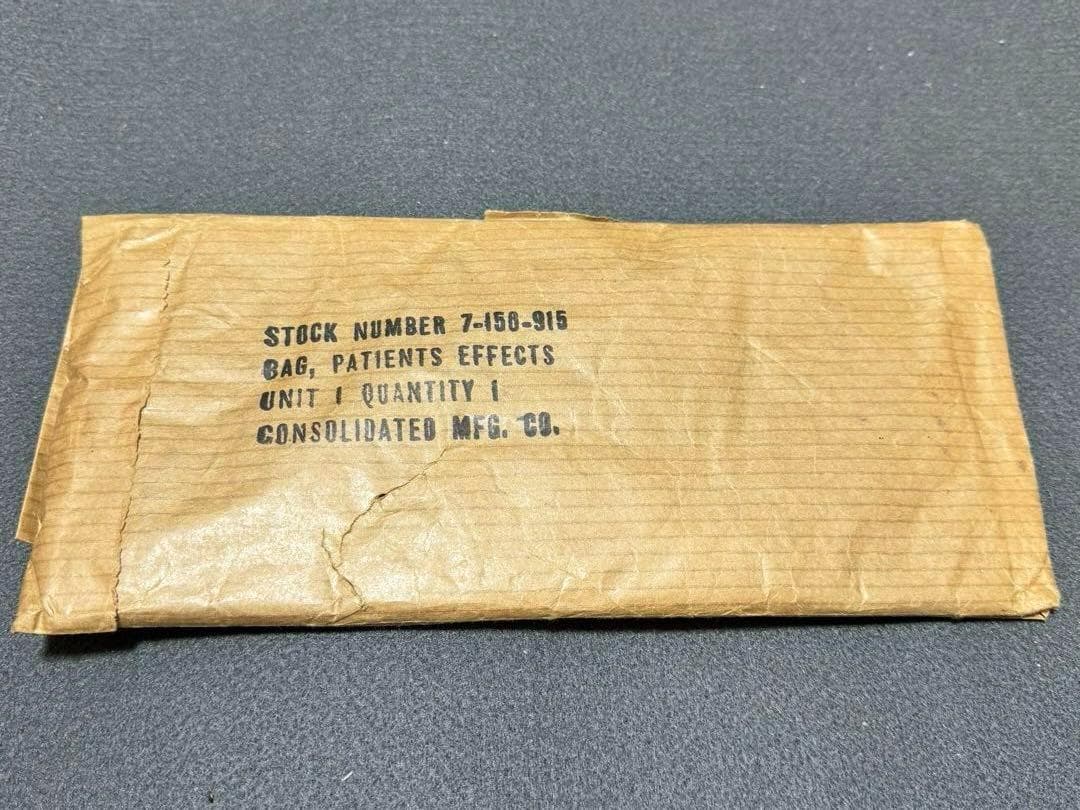 STOCK NUMBER 7-150-915
BAG, PATIENTS EFFECTS
UNIT 1 QUANTITY 1
CONSOLIDATED MFG. CO.